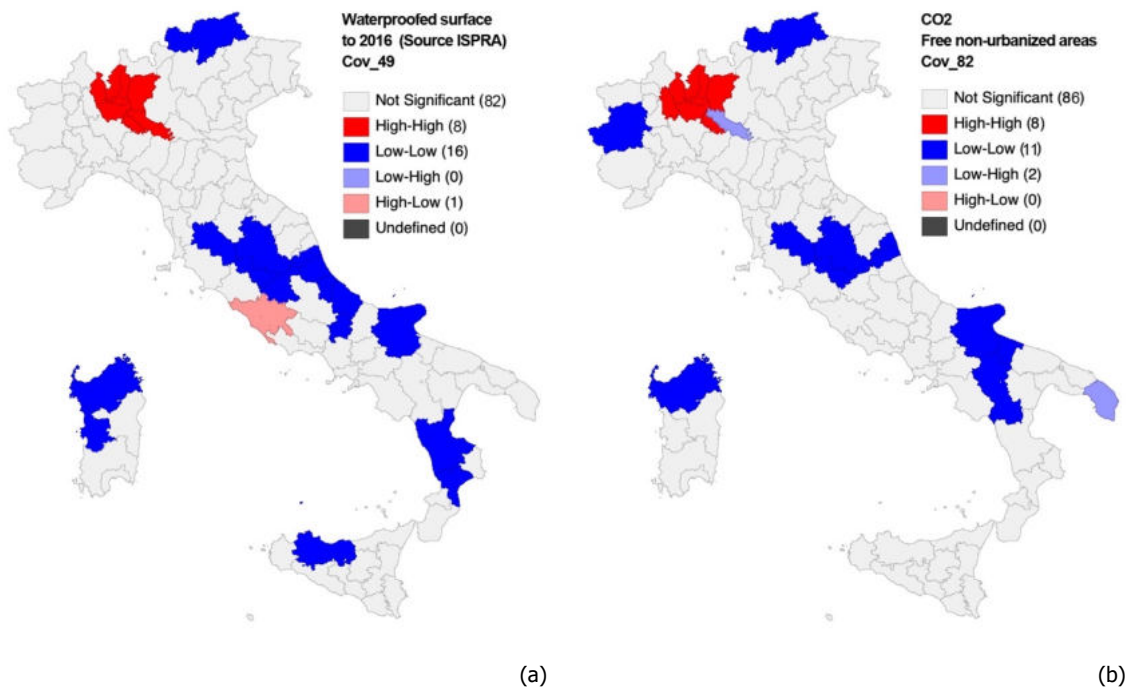 Waterproofed surface
to 2016 (Source ISPRA)
Cov_49
Not Significant (82)
High-High (8)
Low-Low (16)
Low-High (0)
High-Low (1)
Undefined (0)
(a)
CO2
Free non-urbanized areas
Cov_82
Not Significant (86)
High-High (8)
Low-Low (11)
Low-High (2)
High-Low (0)
Undefined (0)
(b)